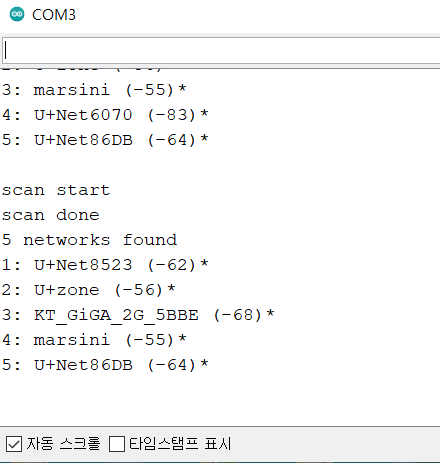 COM3
3: marsini (-55)*
4: U+Net6070 (-83)*
5: U+Net86DB (-64)*
scan start
scan done
5 networks found
1: U+Net8523 (-62)*
2: U+zone (-56)*
3: KT_GiGA_2G_5BBE (-68)*
4: marsini (-55)*
5: U+Net86DB (-64)*
자동 스크롤 타임스탬프 표시